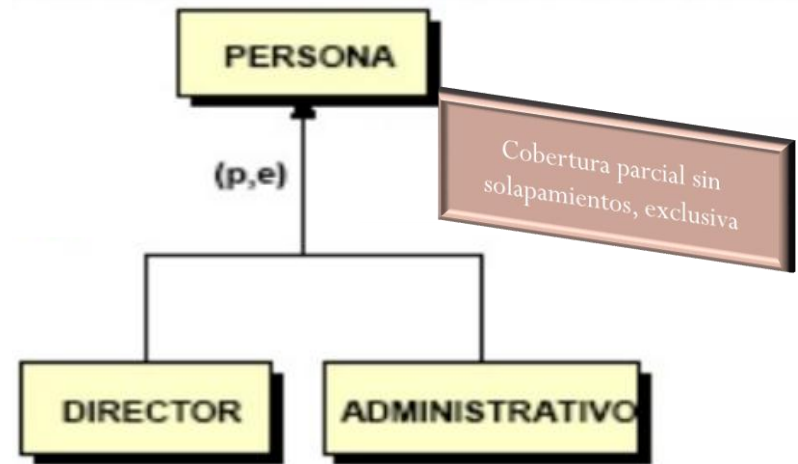 PERSONA
Cobertura parcial sin
solapamientos, exclusiva
(p,e)
DIRECTOR
ADMINISTRATIVO